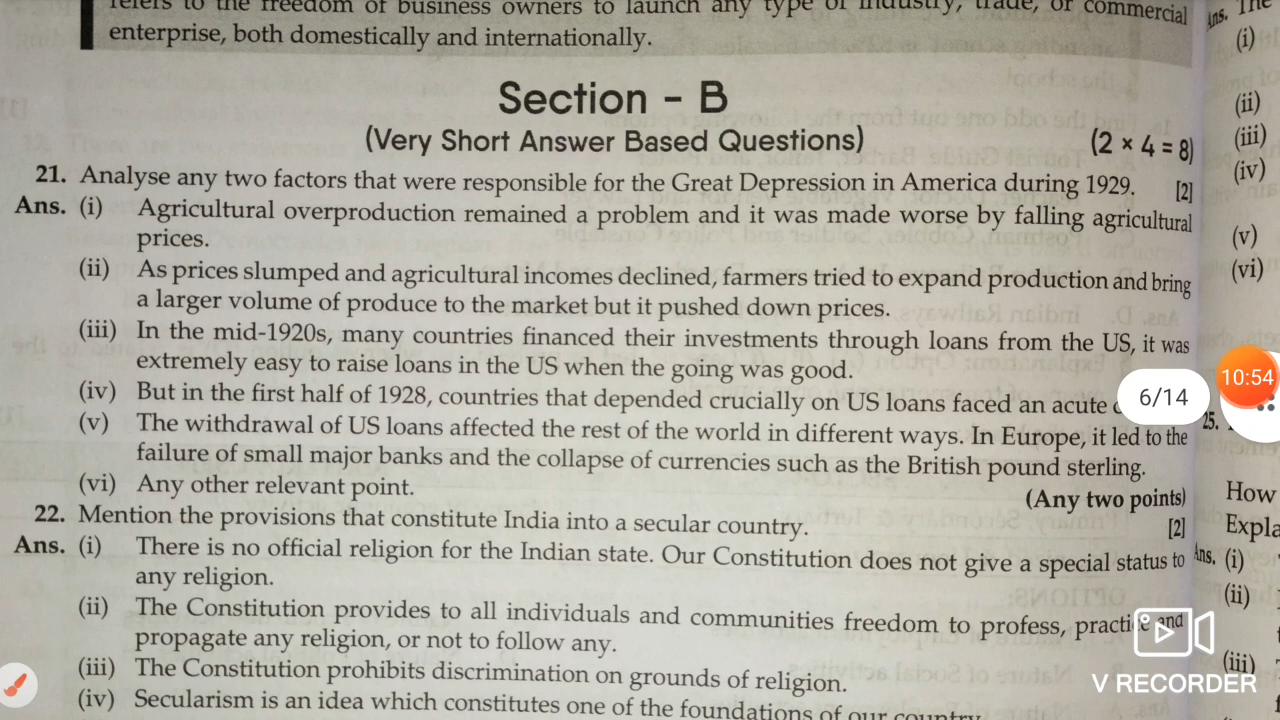 refers to the freedom of business owners to launch any type of industry, trade, or commercial
enterprise, both domestically and internationally.
Section - B
(Very Short Answer Based Questions) (2 × 4 = 8)
21. Analyse any two factors that were responsible for the Great Depression in America during 1929. [2]
Ans. (i) Agricultural overproduction remained a problem and it was made worse by falling agricultural
prices.
(ii) As prices slumped and agricultural incomes declined, farmers tried to expand production and bring
a larger volume of produce to the market but it pushed down prices.
(iii) In the mid-1920s, many countries financed their investments through loans from the US, it was
extremely easy to raise loans in the US when the going was good.
(iv) But in the first half of 1928, countries that depended crucially on US loans faced an acute
(v) The withdrawal of US loans affected the rest of the world in different ways. In Europe, it led to the
failure of small major banks and the collapse of currencies such as the British pound sterling.
(vi) Any other relevant point. (Any two points)
22. Mention the provisions that constitute India into a secular country. [2]
Ans. (i) There is no official religion for the Indian state. Our Constitution does not give a special status to
any religion.
(ii) The Constitution provides to all individuals and communities freedom to profess, practice and
propagate any religion, or not to follow any.
(iii) The Constitution prohibits discrimination on grounds of religion.
(iv) Secularism is an idea which constitutes one of the foundations of our country.
Ans. The
(i)
(ii)
(iii)
(iv)
(v)
(vi)
6/14
10:54
25.
How
Ans. (i)
(ii)
(iii)
V RECORDER